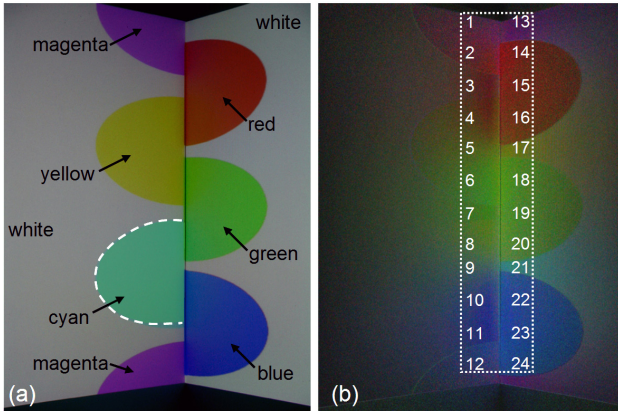 magenta
white
red
yellow
white
green
cyan
magenta
blue
(a)
1 13
2 14
3 15
4 16
5 17
6 18
7 19
8 20
9 21
10 22
11 23
12 24
(b)